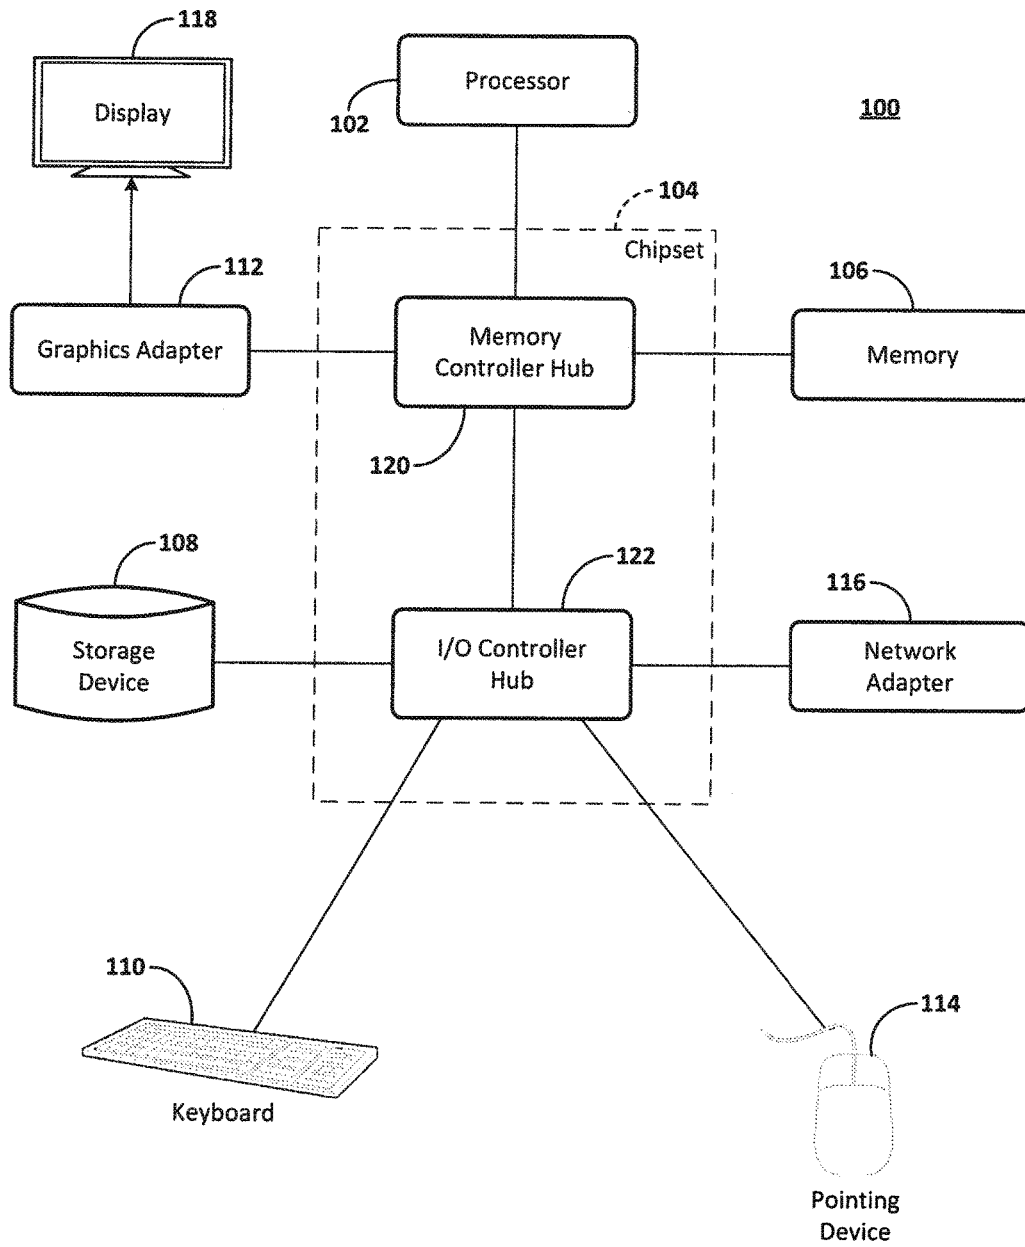 118
Display
Processor
102
100
104
Chipset
112
Graphics Adapter
Memory
Controller Hub
120
106
Memory
108
Storage
Device
122
I/O Controller
Hub
116
Network
Adapter
110
Keyboard
114
Pointing
Device